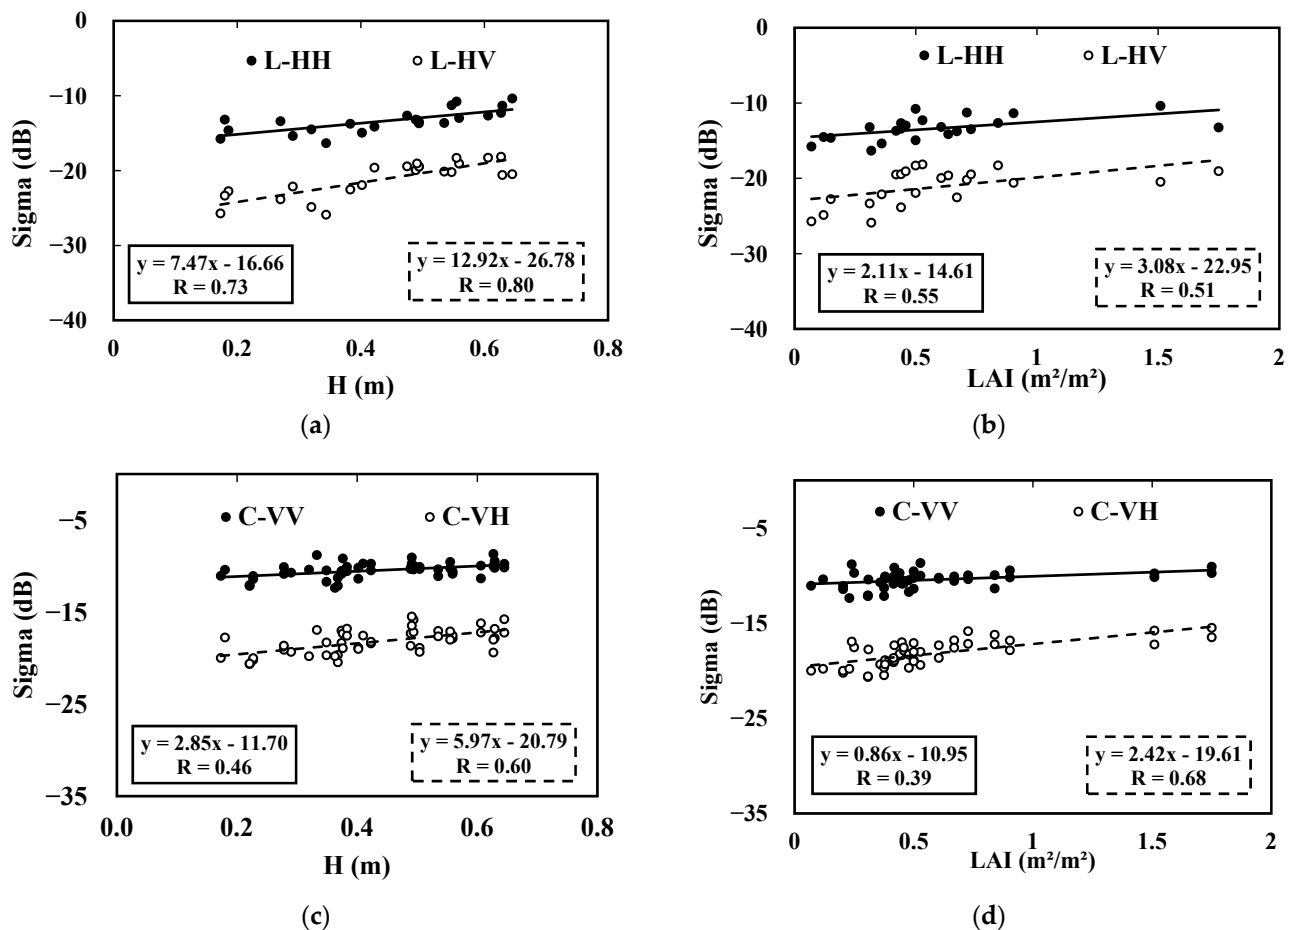 0
−10
−20
−30
−40
Sigma (dB)
L-HH
L-HV
y = 7.47x - 16.66
R = 0.73
y = 12.92x - 26.78
R = 0.80
0
0.2
0.4
0.6
0.8
H (m)
(a)
0
−10
−20
−30
−40
Sigma (dB)
L-HH
L-HV
y = 2.11x - 14.61
R = 0.55
y = 3.08x - 22.95
R = 0.51
0
0.5
1
1.5
2
LAI (m²/m²)
(b)
−5
−15
−25
−35
Sigma (dB)
C-VV
C-VH
y = 2.85x - 11.70
R = 0.46
y = 5.97x - 20.79
R = 0.60
0.0
0.2
0.4
0.6
0.8
H (m)
(c)
−5
−15
−25
−35
Sigma (dB)
C-VV
C-VH
y = 0.86x - 10.95
R = 0.39
y = 2.42x - 19.61
R = 0.68
0
0.5
1
1.5
2
LAI (m²/m²)
(d)